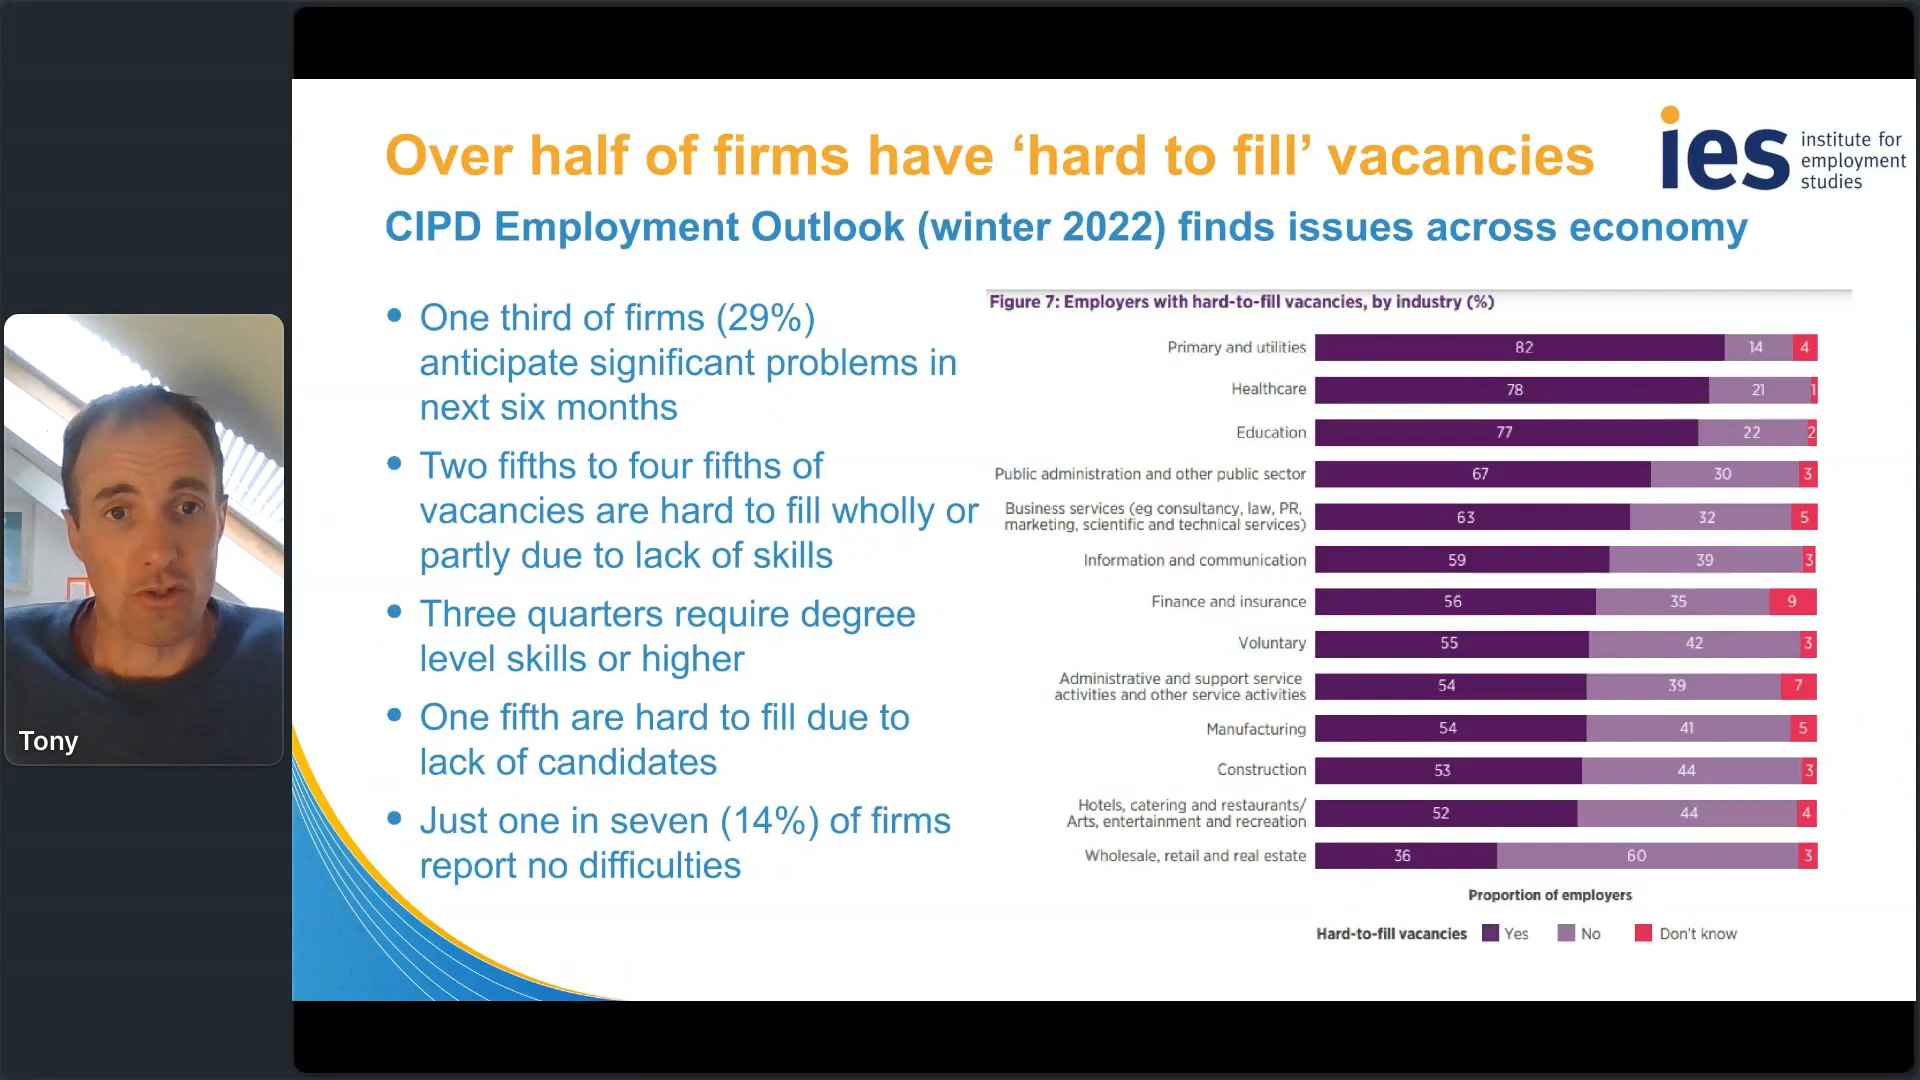 Over half of firms have ‘hard to fill’ vacancies
ies institute for
employment
studies
CIPD Employment Outlook (winter 2022) finds issues across economy
• One third of firms (29%)
anticipate significant problems in
next six months
• Two fifths to four fifths of
vacancies are hard to fill wholly or
partly due to lack of skills
• Three quarters require degree
level skills or higher
• One fifth are hard to fill due to
lack of candidates
• Just one in seven (14%) of firms
report no difficulties
Figure 7: Employers with hard-to-fill vacancies, by industry (%)
Primary and utilities 82 14 4
Healthcare 78 21 1
Education 77 22 2
Public administration and other public sector 67 30 3
Business services (eg consultancy, law, PR,
marketing, scientific and technical services) 63 32 5
Information and communication 59 39 3
Finance and insurance 56 35 9
Voluntary 55 42 3
Administrative and support service
activities and other service activities 54 39 7
Manufacturing 54 41 5
Construction 53 44 3
Hotels, catering and restaurants/
Arts, entertainment and recreation 52 44 4
Wholesale, retail and real estate 36 60 3
Proportion of employers
Hard-to-fill vacancies Yes No Don't know
Tony